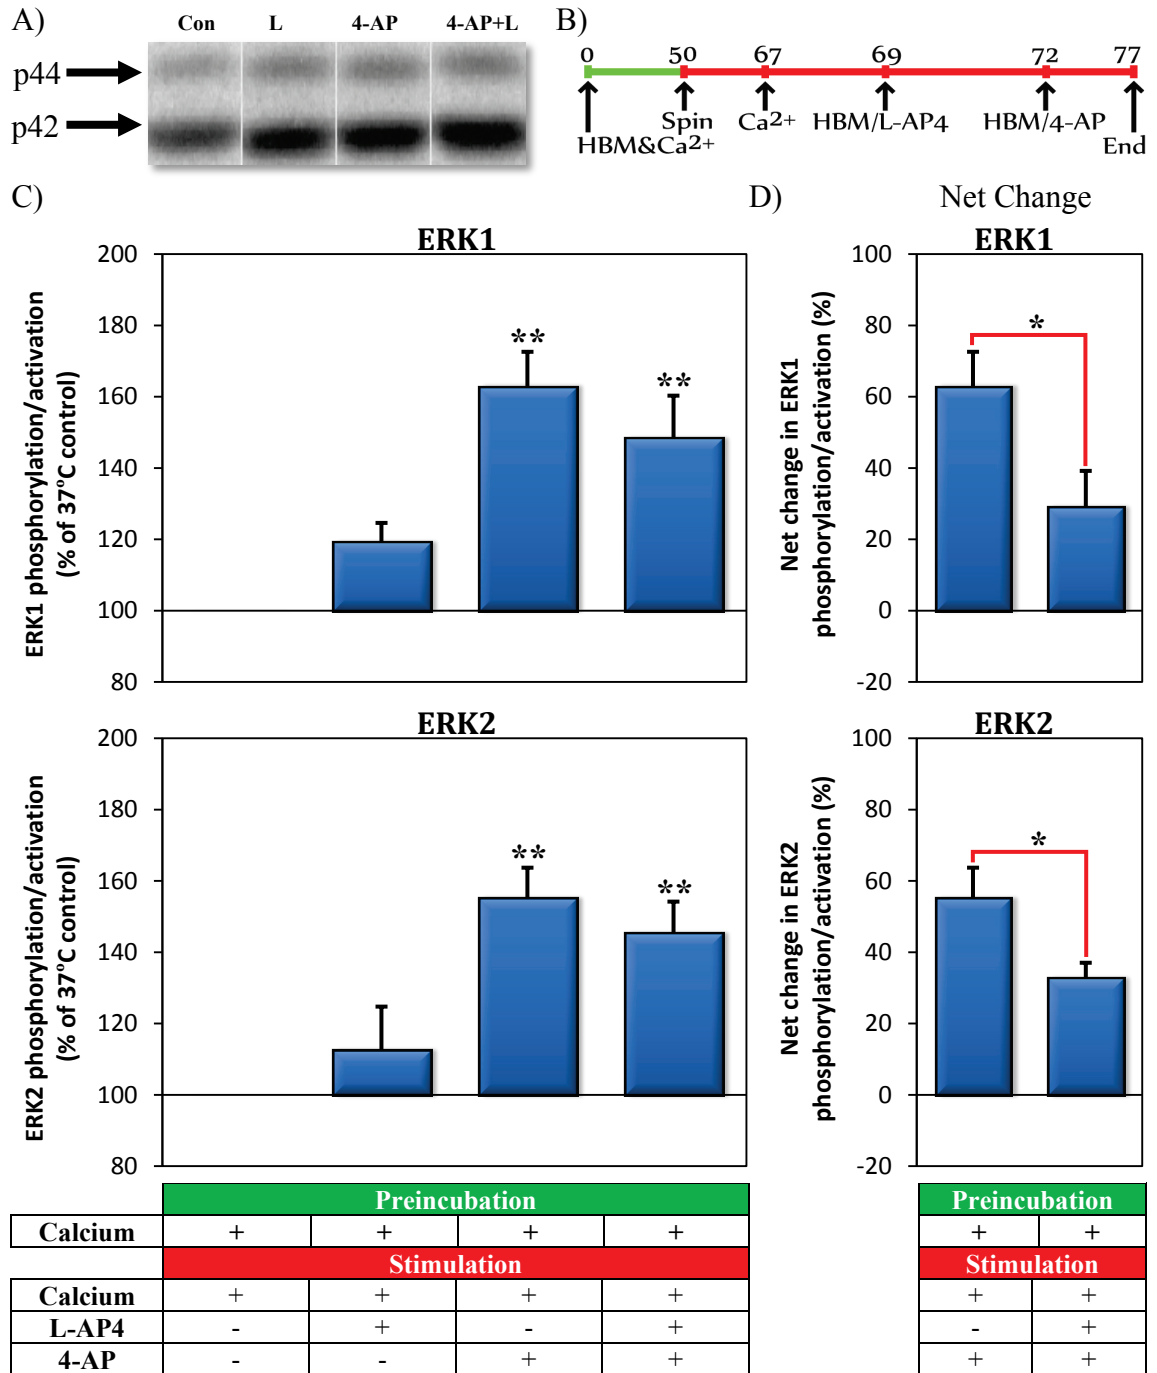 A)
Con L 4-AP 4-AP+L
p44
p42
B)
0 50 67 69 72 77
HBM&Ca2+ Spin Ca2+ HBM/L-AP4 HBM/4-AP End
C)
ERK1
ERK1 phosphorylation/activation
(% of 37°C control)
200
180
160
140
120
100
80
**
**
D)
Net Change
ERK1
Net change in ERK1
phosphorylation/activation (%)
100
80
60
40
20
0
-20
*
ERK2
ERK2 phosphorylation/activation
(% of 37°C control)
200
180
160
140
120
100
80
**
**
ERK2
Net change in ERK2
phosphorylation/activation (%)
100
80
60
40
20
0
-20
*
Preincubation
Calcium + + + +
Stimulation
Calcium + + + +
L-AP4 - + - +
4-AP - - + +
Preincubation
+ +
Stimulation
+ +
- +
+ +